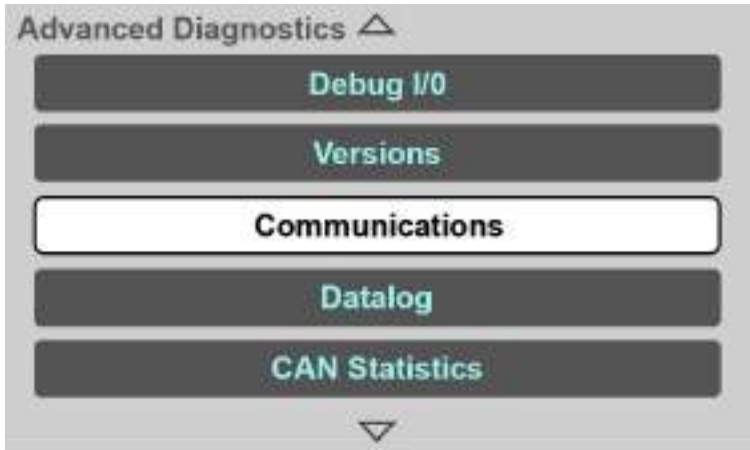 Advanced Diagnostics
Debug I/0
Versions
Communications
Datalog
CAN Statistics